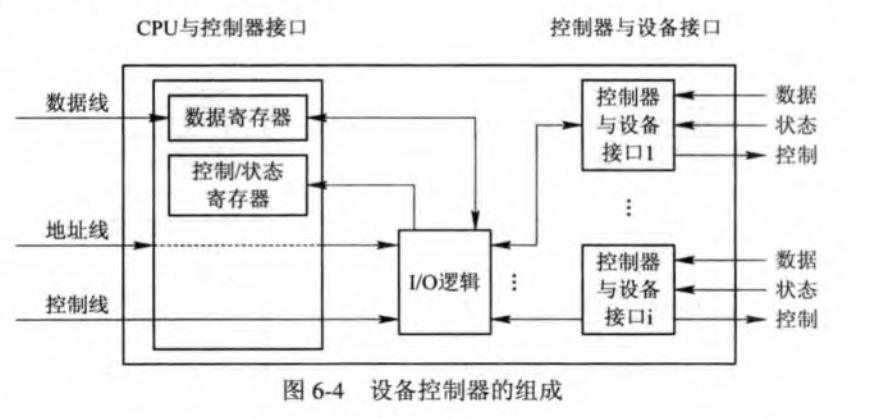 CPU与控制器接口
控制器与设备接口
数据线
数据寄存器
控制/状态
寄存器
地址线
控制线
I/O逻辑
⋮
控制器
与设备
接口1
数据
状态
控制
⋮
控制器
与设备
接口i
数据
状态
控制
图 6-4 设备控制器的组成